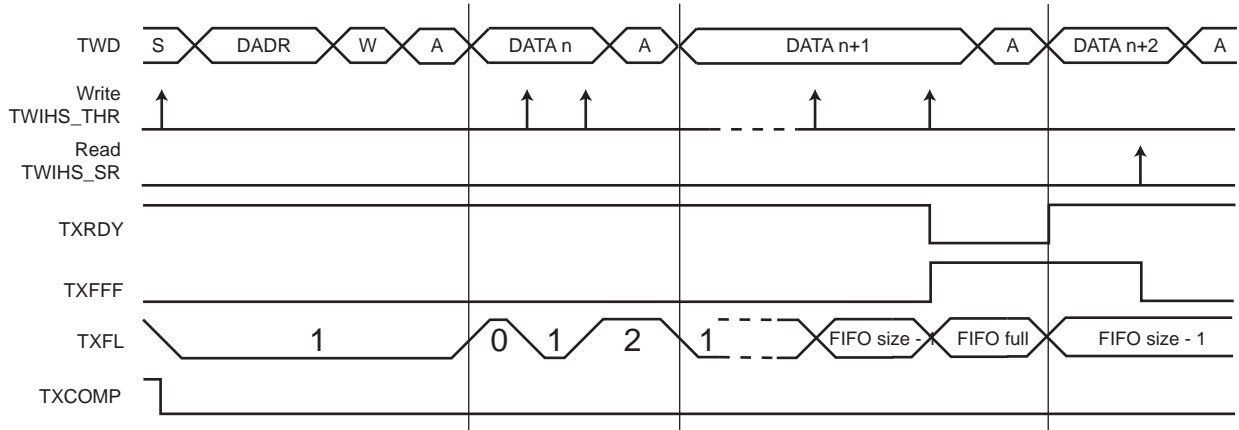 TWD S DADR W A DATA n A DATA n+1 A DATA n+2 A
Write
TWIHS_THR
Read
TWIHS_SR
TXRDY
TXFFF
TXFL 1 0 1 2 1 FIFO size - 1 FIFO full FIFO size - 1
TXCOMP